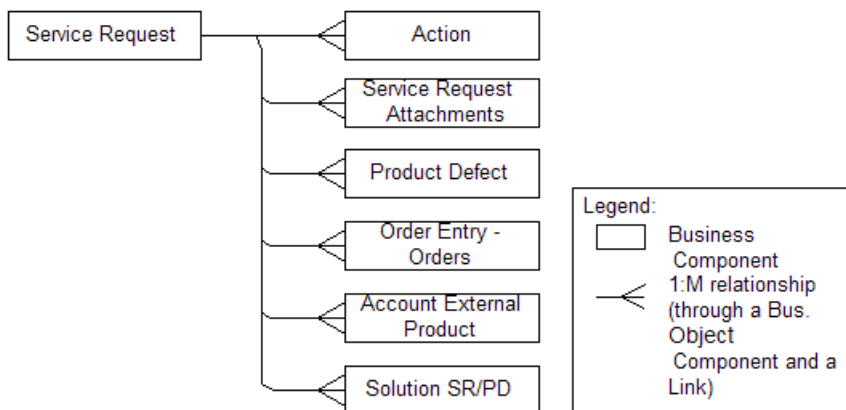 Service Request
Action
Service Request
Attachments
Product Defect
Order Entry -
Orders
Account External
Product
Solution SR/PD
Legend:
Business
Component
1:M relationship
(through a Bus.
Object
Component and a
Link)